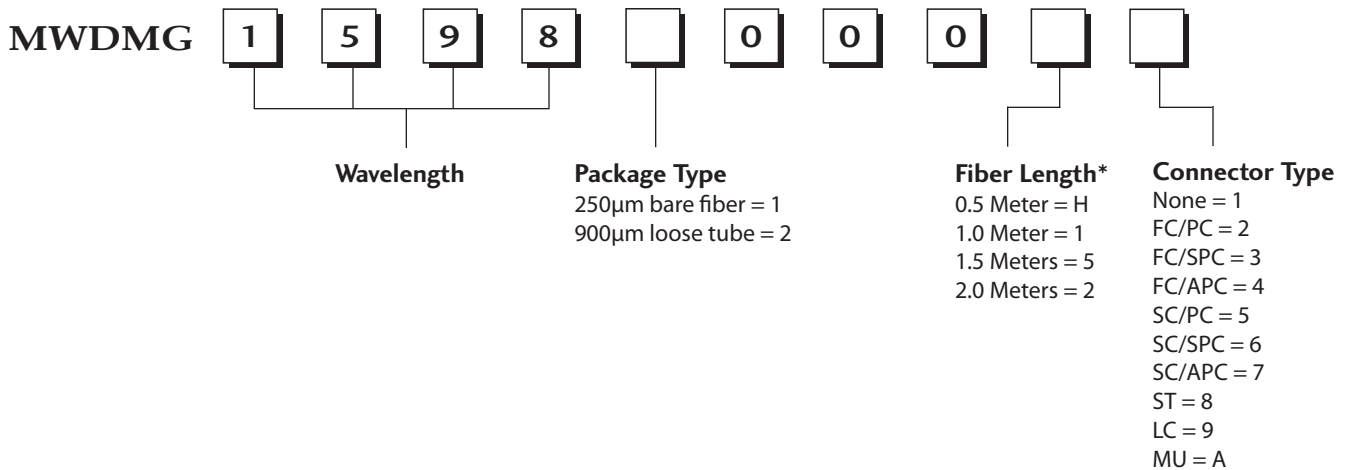 MWDMG 1 5 9 8 0 0 0
Wavelength
Package Type
250µm bare fiber = 1
900µm loose tube = 2
Fiber Length*
0.5 Meter = H
1.0 Meter = 1
1.5 Meters = 5
2.0 Meters = 2
Connector Type
None = 1
FC/PC = 2
FC/SPC = 3
FC/APC = 4
SC/PC = 5
SC/SPC = 6
SC/APC = 7
ST = 8
LC = 9
MU = A